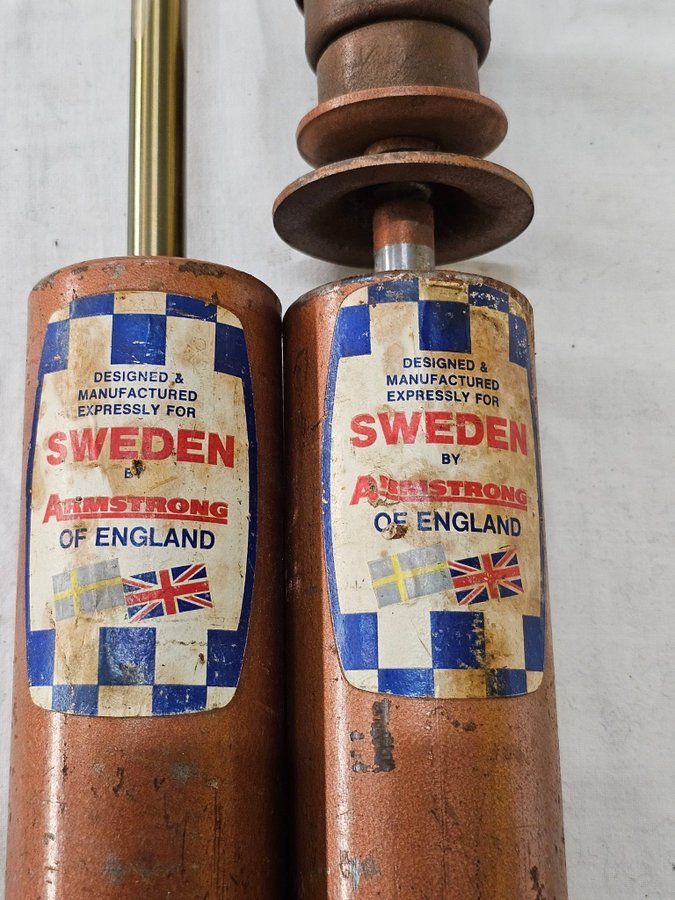 DESIGNED &
MANUFACTURED
EXPRESSLY FOR
SWEDEN
BY
ARMSTRONG
OF ENGLAND
DESIGNED &
MANUFACTURED
EXPRESSLY FOR
SWEDEN
BY
ARMSTRONG
OF ENGLAND